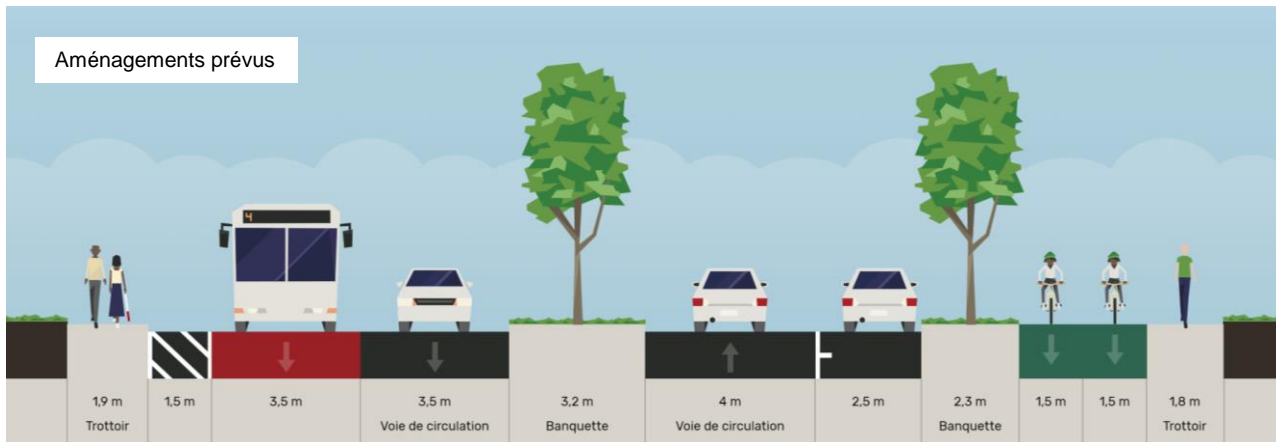 Aménagements prévus
4
1,9 m
Trottoir
1,5 m
3,5 m
3,5 m
Voie de circulation
3,2 m
Banquette
4 m
Voie de circulation
2,5 m
2,3 m
Banquette
1,5 m
1,5 m
1,8 m
Trottoir